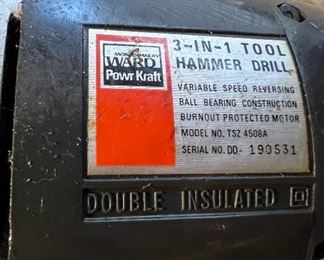 MONTGOMERY
WARD
Powr Kraft
3-IN-1 TOOL
HAMMER DRILL
VARIABLE SPEED REVERSING
BALL BEARING CONSTRUCTION
BURNOUT PROTECTED MOTOR
MODEL NO. TSZ 4508A
SERIAL NO. DD- 190531
DOUBLE INSULATED